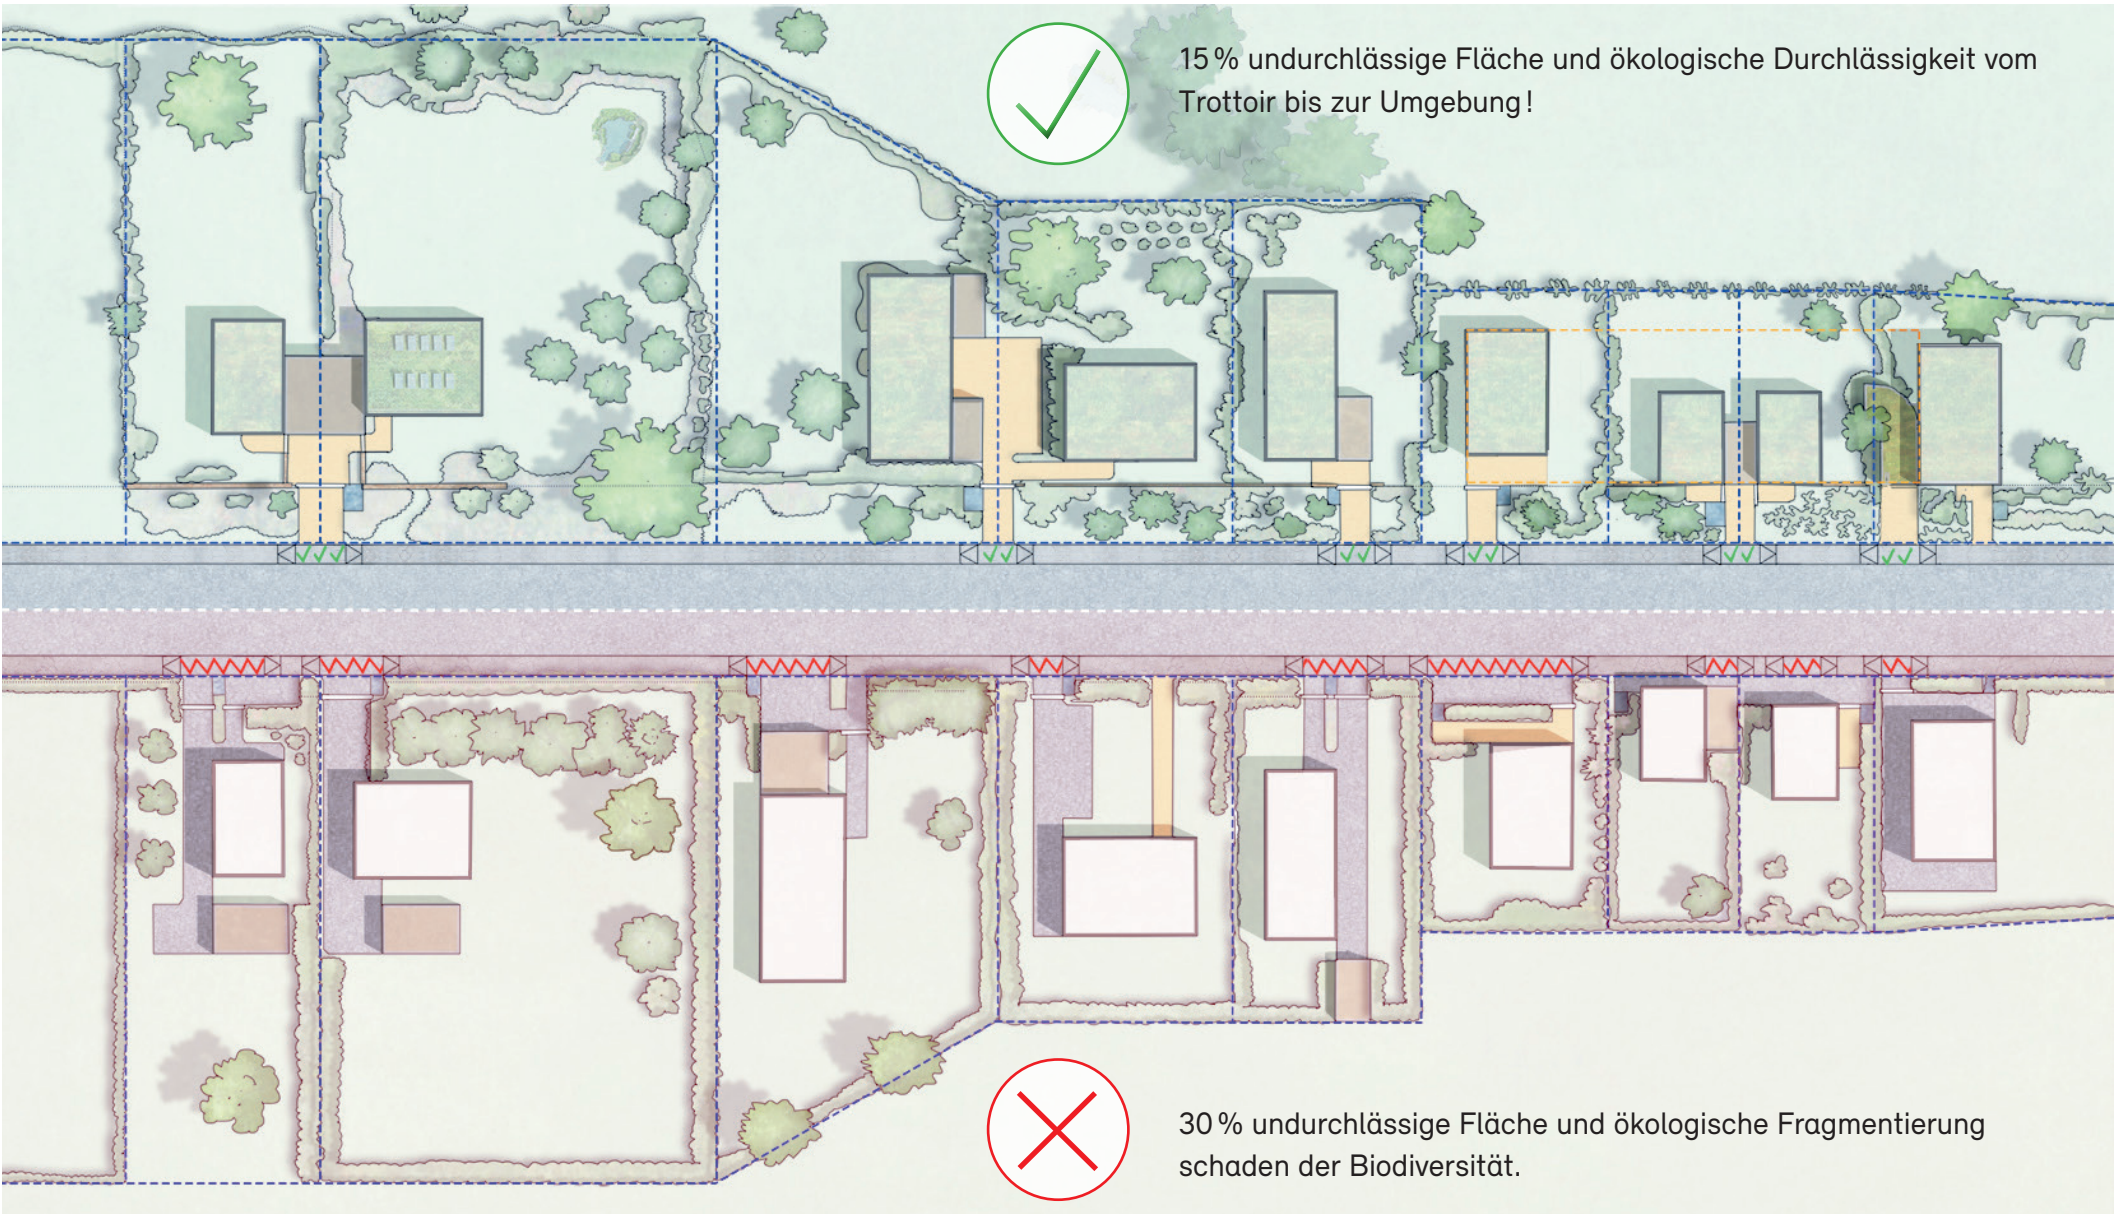 15 % undurchlässige Fläche und ökologische Durchlässigkeit vom
Trottoir bis zur Umgebung !
30 % undurchlässige Fläche und ökologische Fragmentierung
schaden der Biodiversität.